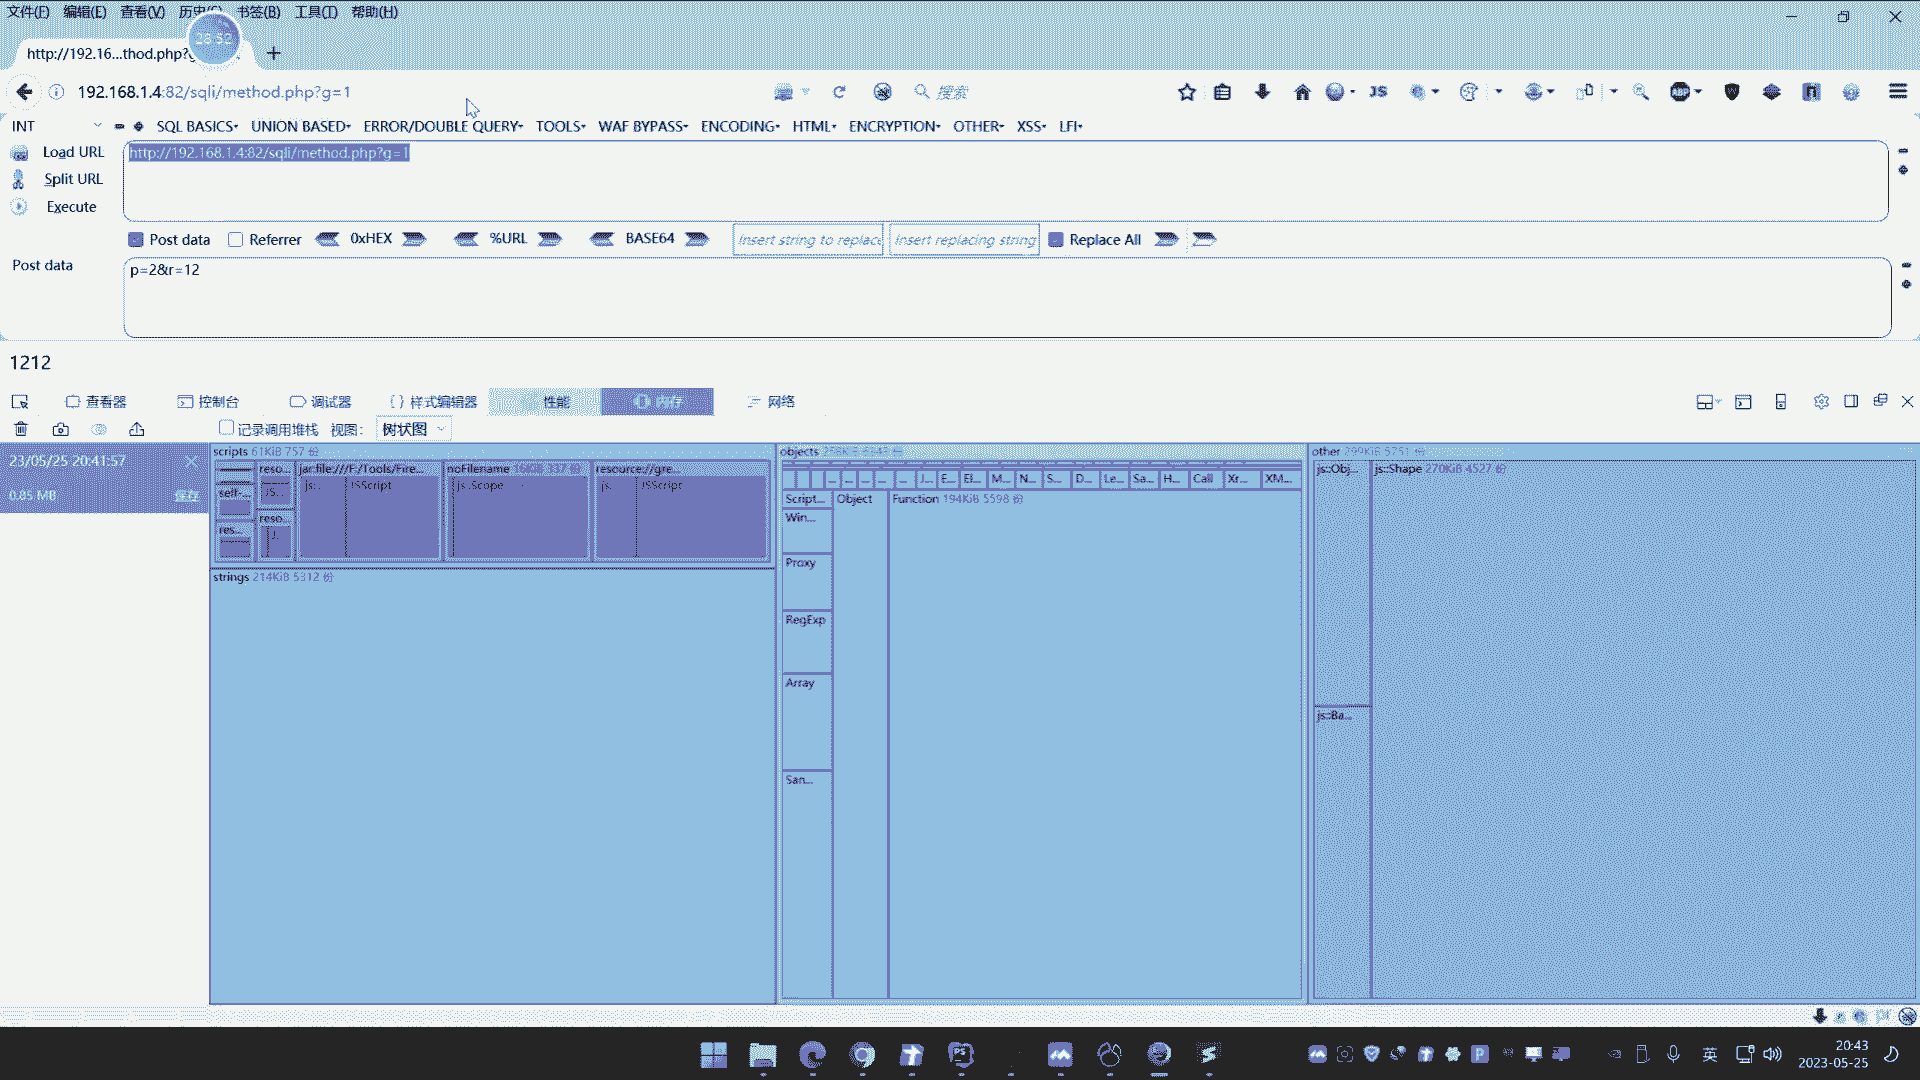 文件(F) 编辑(E) 查看(V) 历史(S) 书签(B) 工具(T) 帮助(H)
28:52
http://192.16...thod.php?g
192.168.1.4:82/sqli/method.php?g=1
搜索
JS
ABP
INT
SQL BASICS UNION BASED ERROR/DOUBLE QUERY TOOLS WAF BYPASS ENCODING HTML ENCRYPTION OTHER XSS LFI
Load URL
http://192.168.1.4:82/sqli/method.php?g=1
Split URL
Execute
Post data Referrer 0xHEX %URL BASE64 Insert string to replace Insert replacing string Replace All
Post data
p=2&r=12
1212
查看器 控制台 调试器 {} 样式编辑器 性能 内存 网络
记录调用堆栈 视图: 树状图
23/05/25 20:41:57
0.85 MB 保存
scripts 61KiB 757 份
reso... jar:file:///F:/Tools/Fire... noFilename resource://gre...
self-...
JS... js:. JSScript js::Scope js. JSScript
reso...
res...
J.
strings 214KiB 5312 份
objects
... ... ... ... ... J... E... El... M... N... S... D... Le... Sa... H... Call Xr... XM...
Script... Object Function 194KiB 5598 份
Win...
Proxy
RegExp
Array
San...
other 299KiB 5751 份
js::Obj... js::Shape 270KiB 4527 份
js::Ba...
英
20:43
2023-05-25